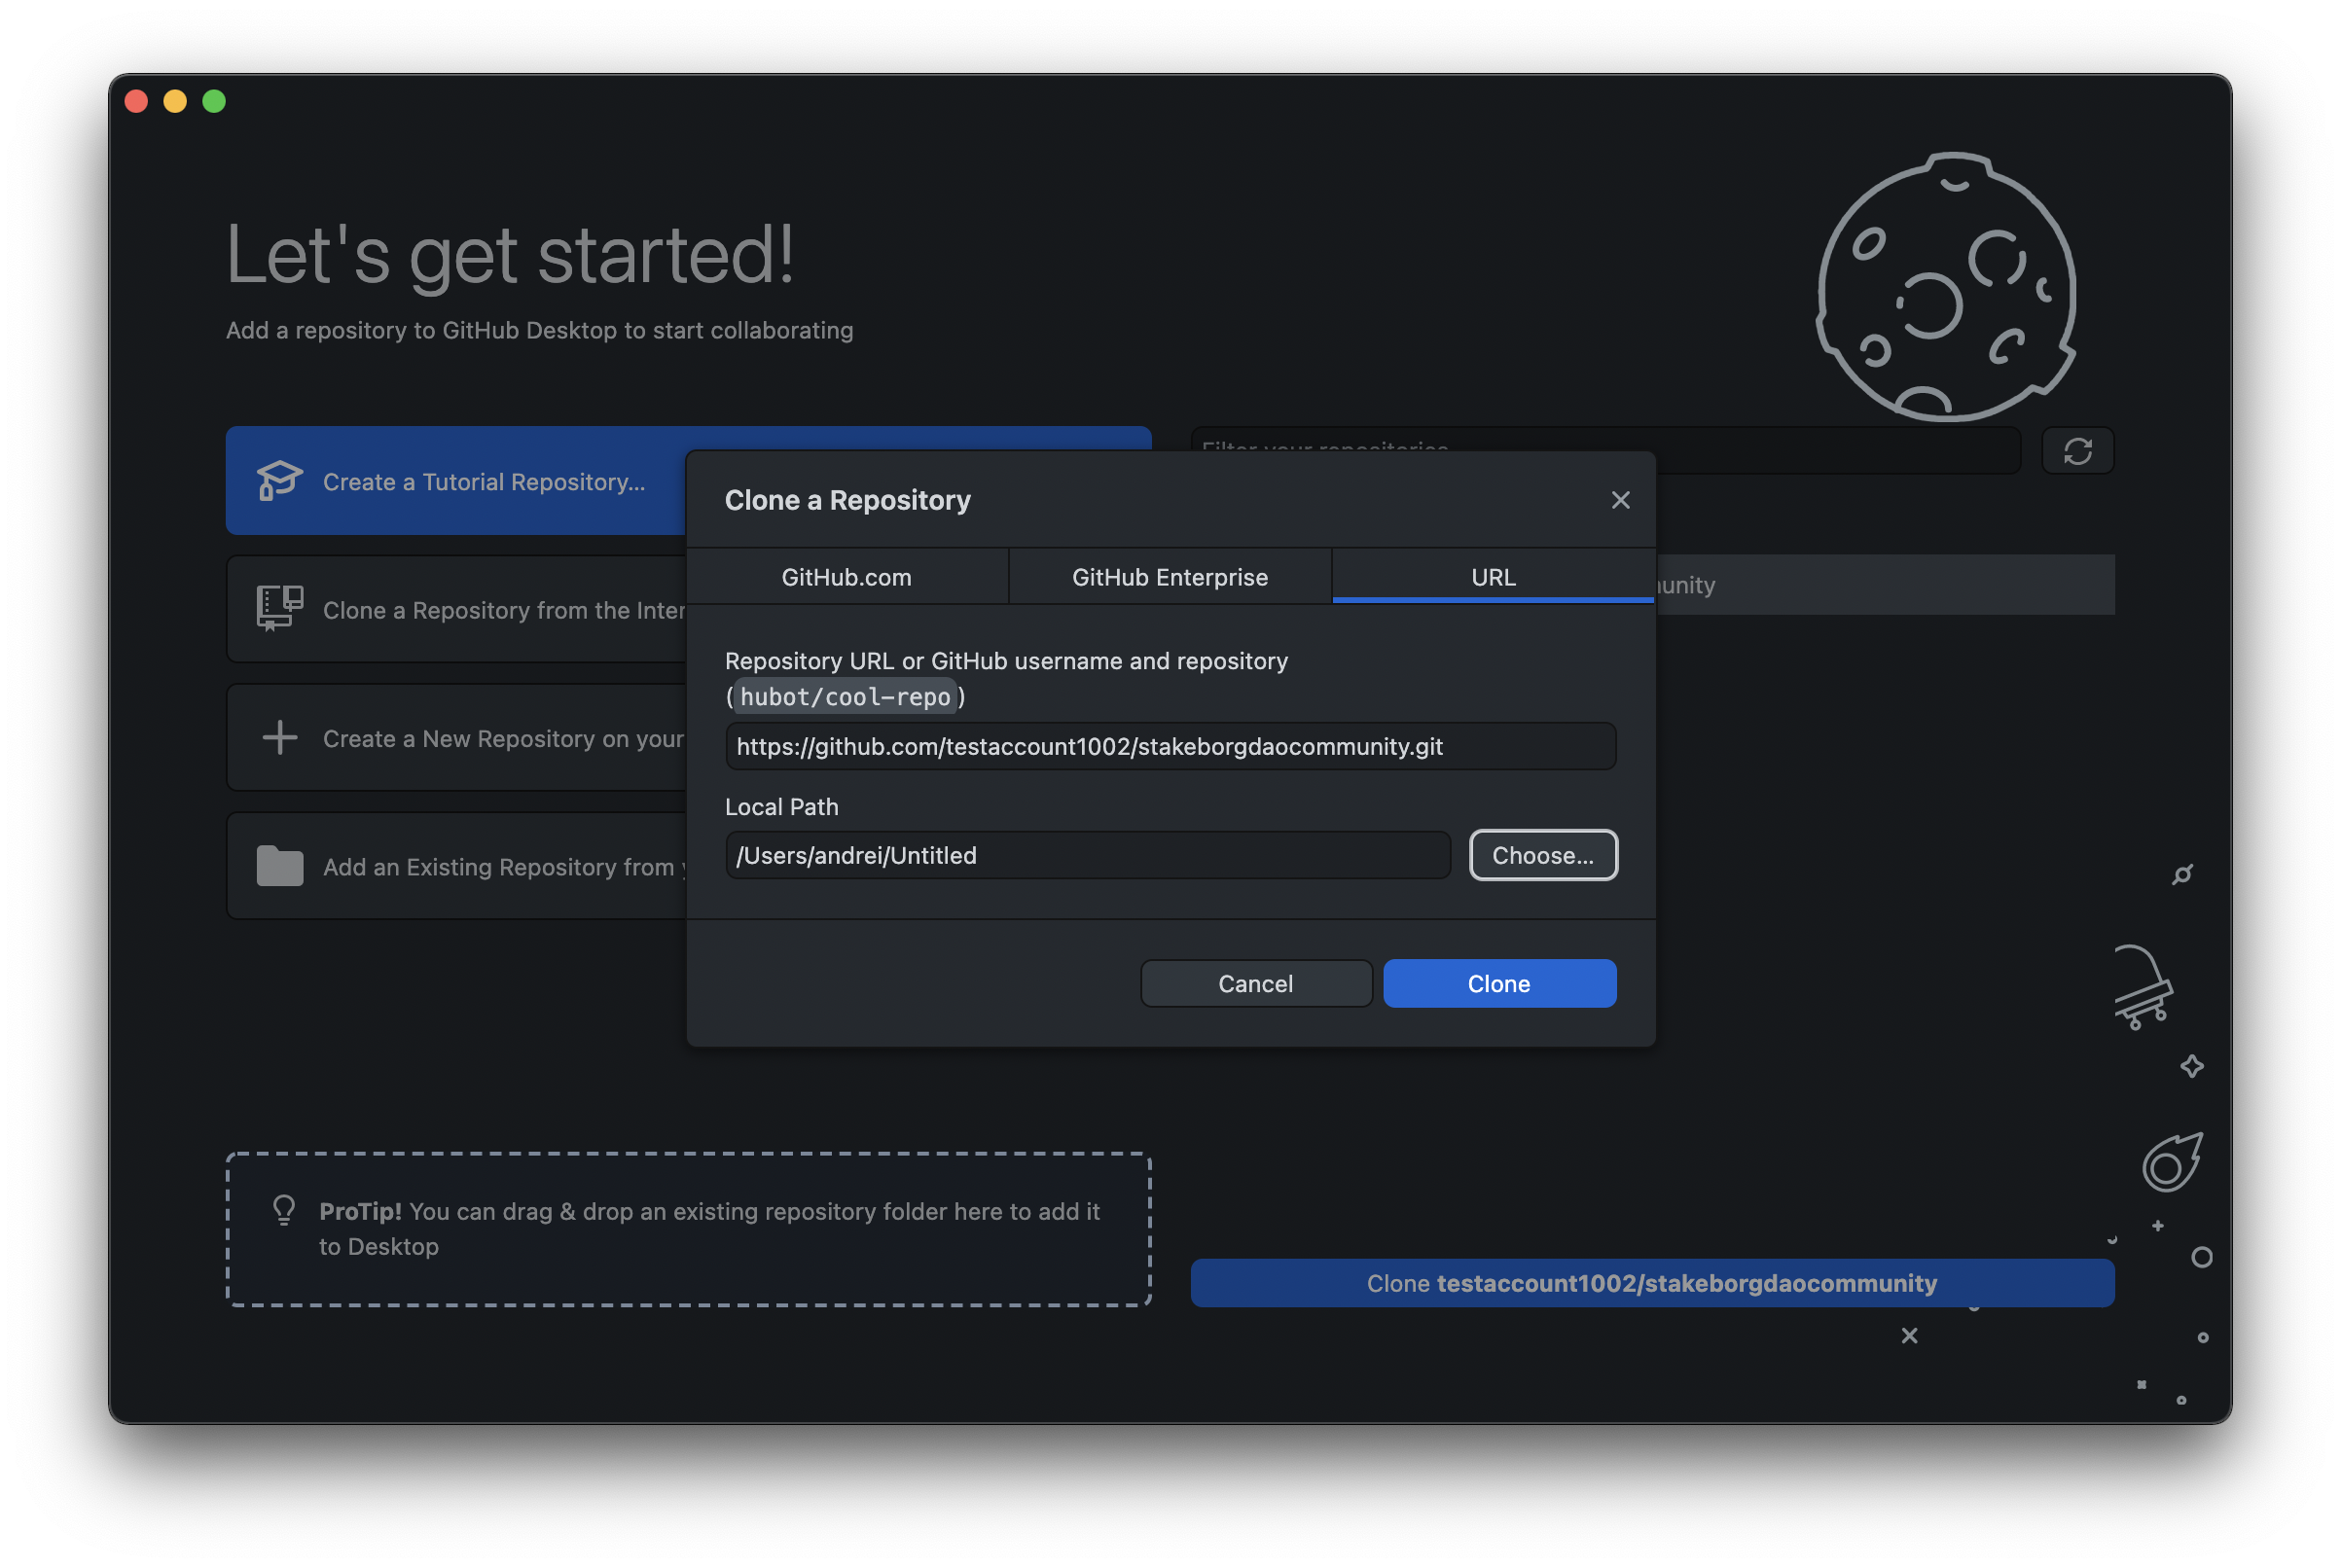 Let's get started!
Add a repository to GitHub Desktop to start collaborating
Create a Tutorial Repository...
Clone a Repository from the
Create a New Repository on your
Add an Existing Repository from
Filter your repositories
Clone a Repository
GitHub.com
GitHub Enterprise
URL
Repository URL or GitHub username and repository
(hubot/cool-repo)
https://github.com/testaccount1002/stakeborgdaocommunity.git
Local Path
/Users/andrei/Untitled
Choose...
Cancel
Clone
ProTip! You can drag & drop an existing repository folder here to add it
to Desktop
Clone testaccount1002/stakeborgdaocommunity